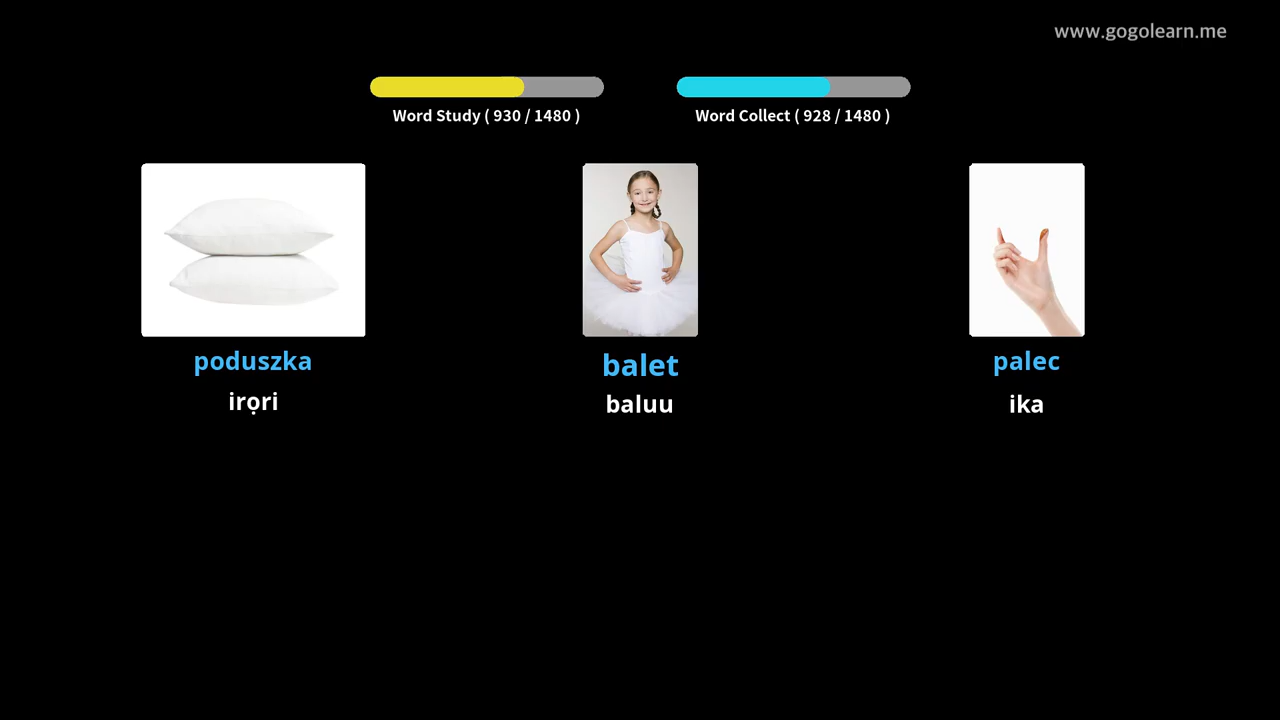 www.gogolearn.me
Word Study ( 930 / 1480 )
Word Collect ( 928 / 1480 )
poduszka
irọri
balet
baluu
palec
ika